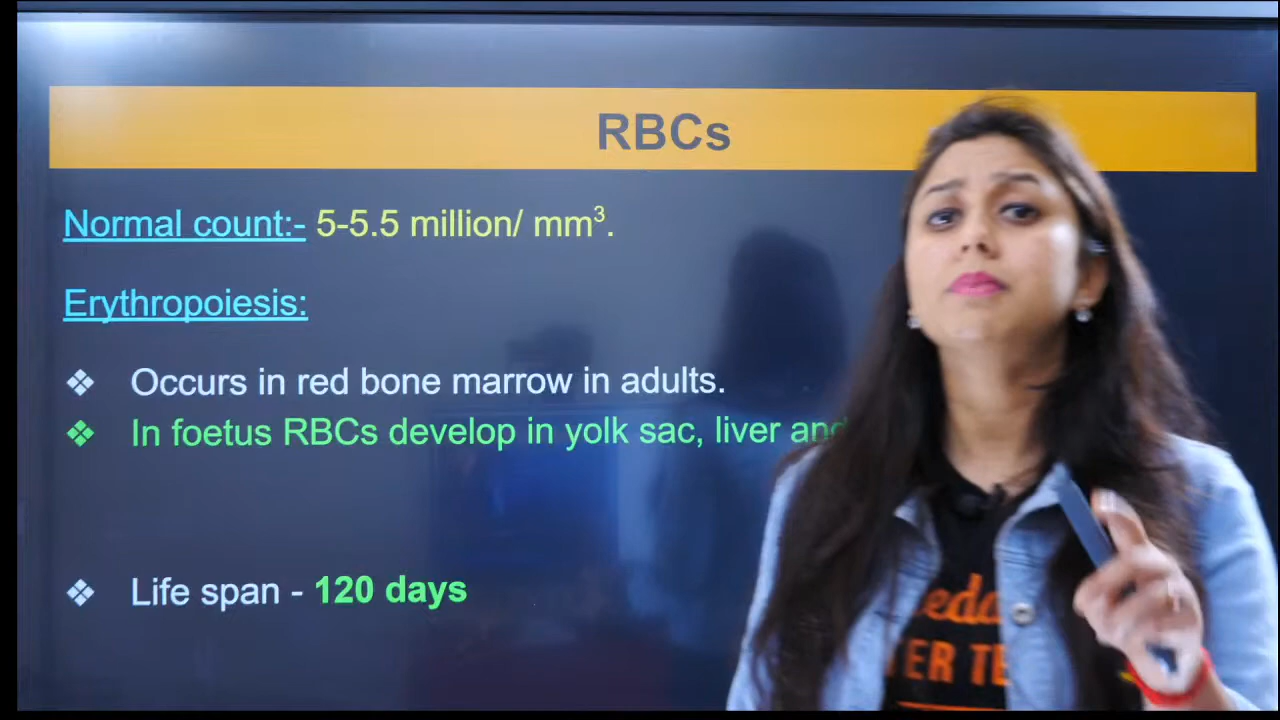 RBCs
Normal count:- 5-5.5 million/ mm³.
Erythropoiesis:
❖ Occurs in red bone marrow in adults.
❖ In foetus RBCs develop in yolk sac, liver and
❖ Life span - 120 days